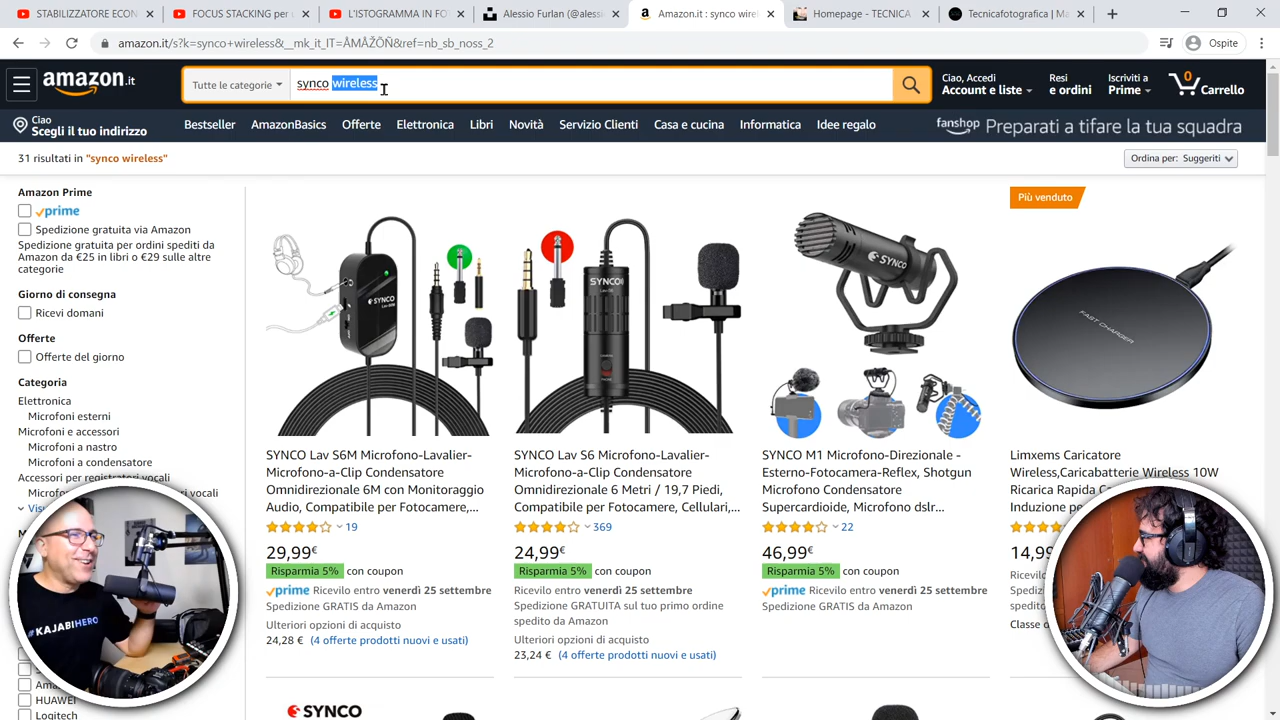 STABILIZZATORE ECON
FOCUS STACKING per
L'ISTOGRAMMA IN FO
Alessio Furlan (@alessi
Amazon.it : synco wirel
Homepage - TECNICA
Tecnicafotografica | Ma
amazon.it/s?k=synco+wireless&__mk_it_IT=ÅMÅŽÕÑ&ref=nb_sb_noss_2
Ospite
amazon.it
Tutte le categorie
synco wireless
Ciao, Accedi
Account e liste
Resi
e ordini
Iscriviti a
Prime
0
Carrello
Ciao
Scegli il tuo indirizzo
Bestseller
AmazonBasics
Offerte
Elettronica
Libri
Novità
Servizio Clienti
Casa e cucina
Informatica
Idee regalo
fanshop Preparati a tifare la tua squadra
31 risultati in "synco wireless"
Ordina per: Suggeriti
Amazon Prime
prime
Spedizione gratuita via Amazon
Spedizione gratuita per ordini spediti da
Amazon da €25 in libri o €29 sulle altre
categorie
Giorno di consegna
Ricevi domani
Offerte
Offerte del giorno
Categoria
Elettronica
Microfoni esterni
Microfoni e accessori
Microfoni a nastro
Microfoni a condensatore
Accessori per registratori vocali
vocali
HUAWEI
Logitech
#KAJABIHERO
SYNCO
SYNCO Lav S6M Microfono-Lavalier-
Microfono-a-Clip Condensatore
Omnidirezionale 6M con Monitoraggio
Audio, Compatibile per Fotocamere,...
19
29,99€
Risparmia 5% con coupon
prime Ricevilo entro venerdì 25 settembre
Spedizione GRATIS da Amazon
Ulteriori opzioni di acquisto
24,28 € (4 offerte prodotti nuovi e usati)
SYNCO
SYNCO
SYNCO Lav S6 Microfono-Lavalier-
Microfono-a-Clip Condensatore
Omnidirezionale 6 Metri / 19,7 Piedi,
Compatibile per Fotocamere, Cellulari,...
369
24,99€
Risparmia 5% con coupon
Ricevilo entro venerdì 25 settembre
Spedizione GRATUITA sul tuo primo ordine
spedito da Amazon
Ulteriori opzioni di acquisto
23,24 € (4 offerte prodotti nuovi e usati)
SYNCO
SYNCO M1 Microfono-Direzionale -
Esterno-Fotocamera-Reflex, Shotgun
Microfono Condensatore
Supercardioide, Microfono dslr...
22
46,99€
Risparmia 5% con coupon
prime Ricevilo entro venerdì 25 settembre
Spedizione GRATIS da Amazon
Più venduto
FAST CHARGER
Limxems Caricatore
Wireless,Caricabatterie Wireless 10W
Ricarica Rapida
Induzione
14,99